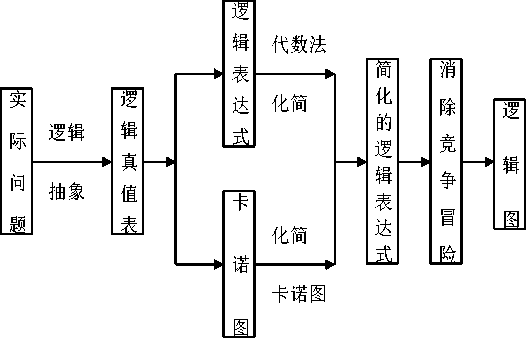 实际问题
逻辑
抽象
逻辑真值表
逻辑表达式
代数法
化简
卡诺图
化简
卡诺图
简化的逻辑表达式
消除竞争冒险
逻辑图